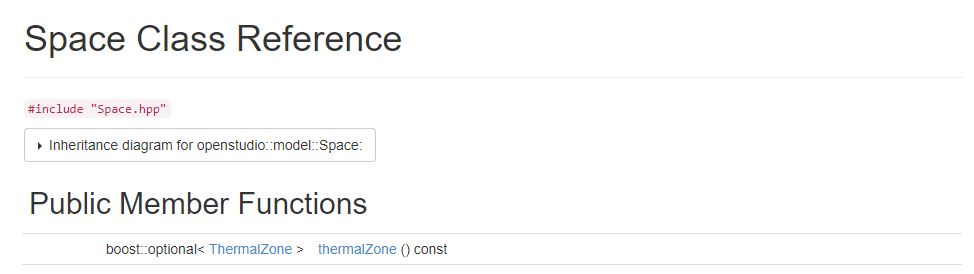 Space Class Reference
#include "Space.hpp"
Inheritance diagram for openstudio::model::Space:
Public Member Functions
boost::optional< ThermalZone > thermalZone () const